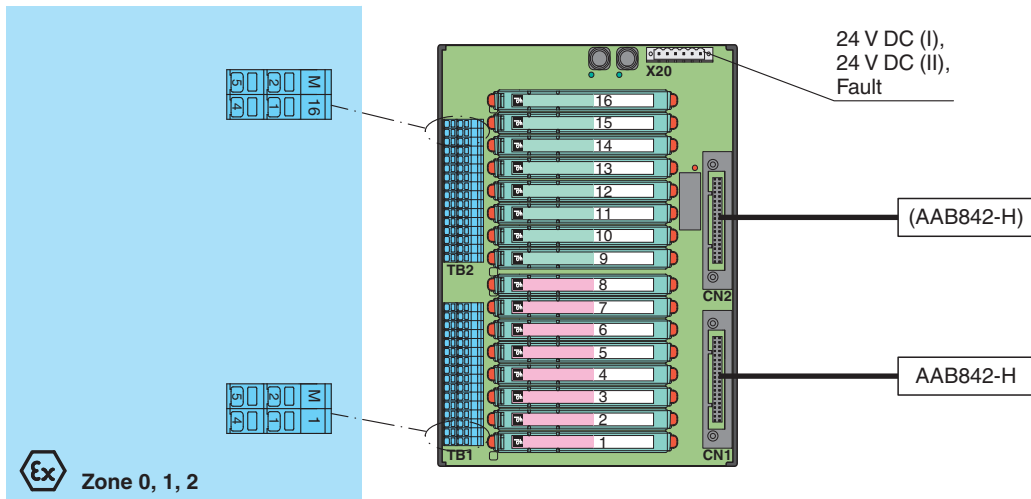 24 V DC (I),
24 V DC (II),
Fault
X20
5 2 M
4 1 16
16
15
14
13
12
11
10
9
TB2
8
7
6
5
4
3
2
1
TB1
CN2
CN1
(AAB842-H)
AAB842-H
5 2 M
4 1 1
Ex Zone 0, 1, 2